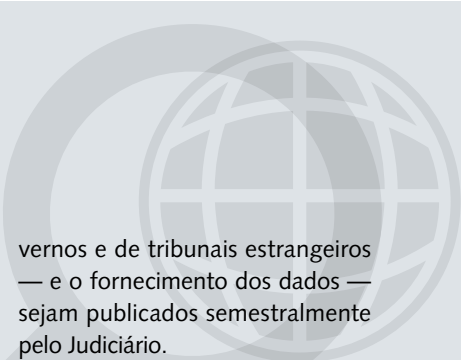 vernos e de tribunais estrangeiros
— e o fornecimento dos dados —
sejam publicados semestralmente
pelo Judiciário.